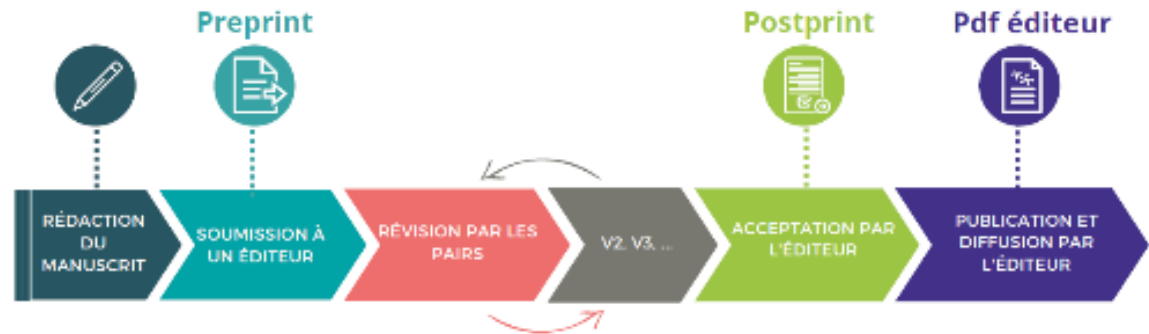 Preprint
Postprint
Pdf éditeur
RÉDACTION
DU
MANUSCRIT
SOUMISSION À
UN ÉDITEUR
RÉVISION PAR LES
PAIRS
V2, V3, ...
ACCEPTATION PAR
L'ÉDITEUR
PUBLICATION ET
DIFFUSION PAR
L'ÉDITEUR